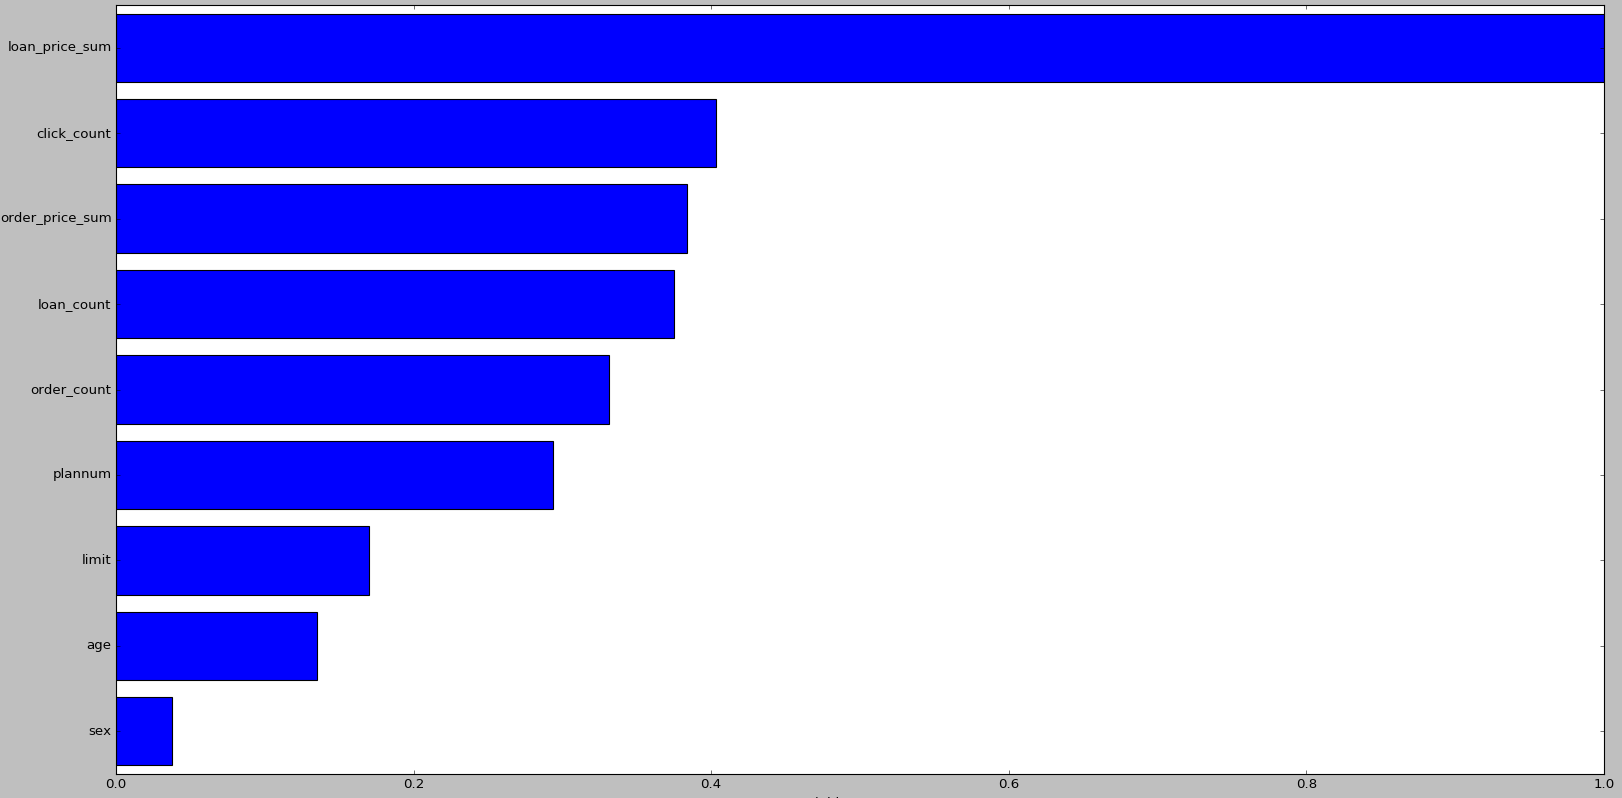 loan_price_sum
click_count
order_price_sum
loan_count
order_count
plannum
limit
age
sex
0.0 0.2 0.4 0.6 0.8 1.0